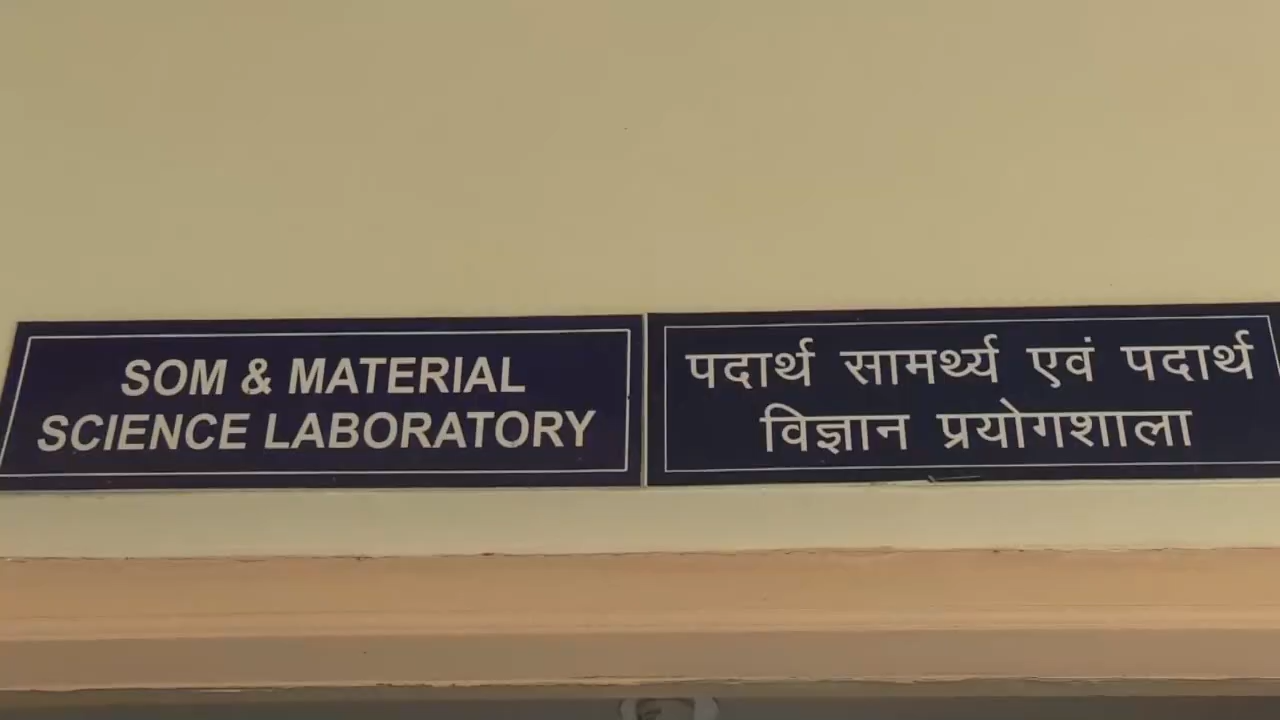 SOM & MATERIAL
SCIENCE LABORATORY
पदार्थ सामर्थ्य एवं पदार्थ
विज्ञान प्रयोगशाला